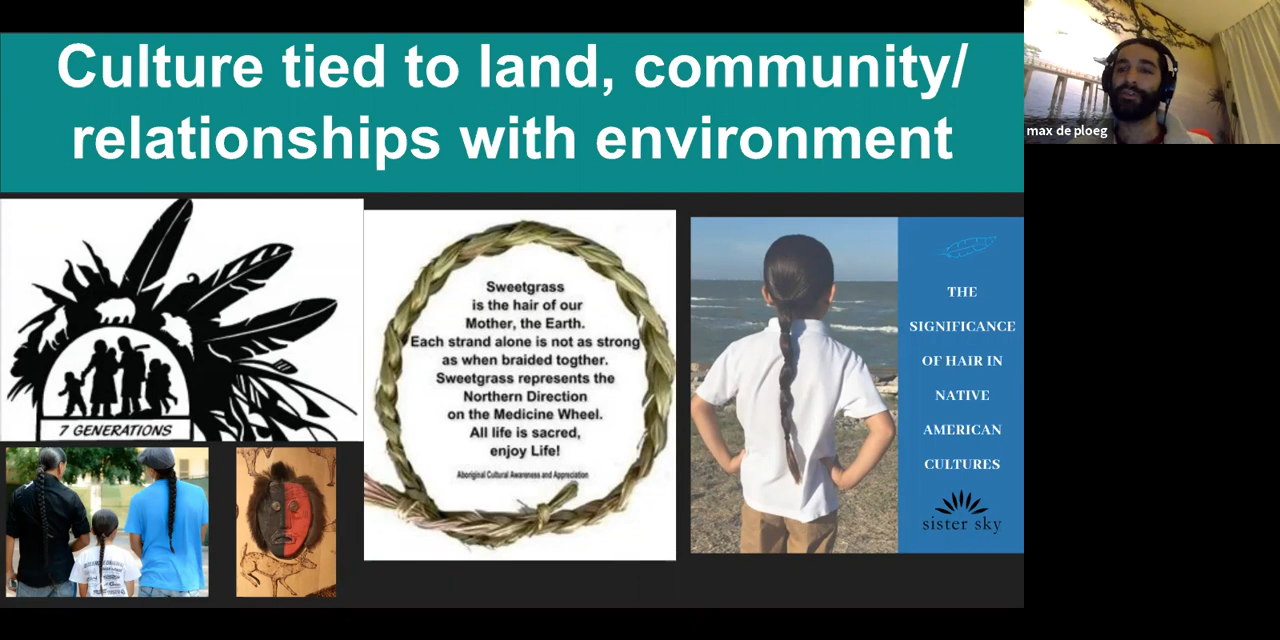 Culture tied to land, community/
relationships with environment
max de ploeg
7 GENERATIONS
Sweetgrass
is the hair of our
Mother, the Earth.
Each strand alone is not as strong
as when braided togther.
Sweetgrass represents the
Northern Direction
on the Medicine Wheel.
All life is sacred,
enjoy Life!
Aboriginal Cultural Awareness and Appreciation
THE
SIGNIFICANCE
OF HAIR IN
NATIVE
AMERICAN
CULTURES
sister sky